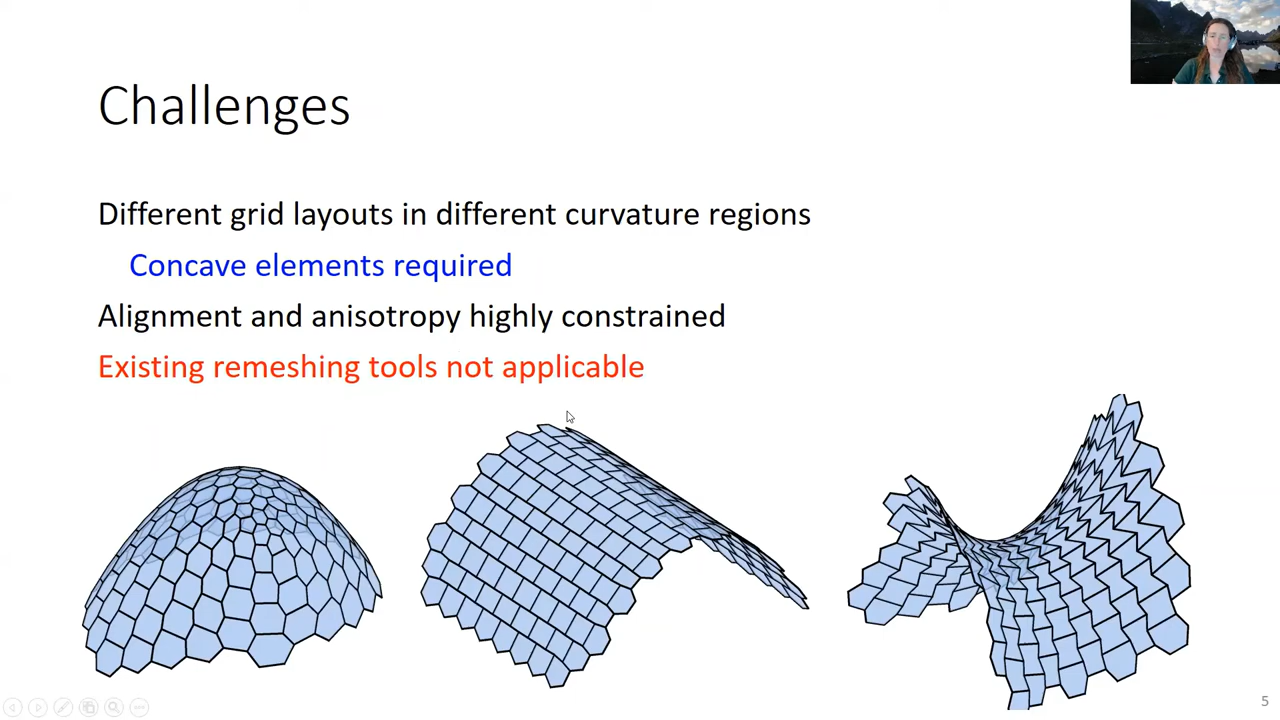 Challenges
Different grid layouts in different curvature regions
Concave elements required
Alignment and anisotropy highly constrained
Existing remeshing tools not applicable
5